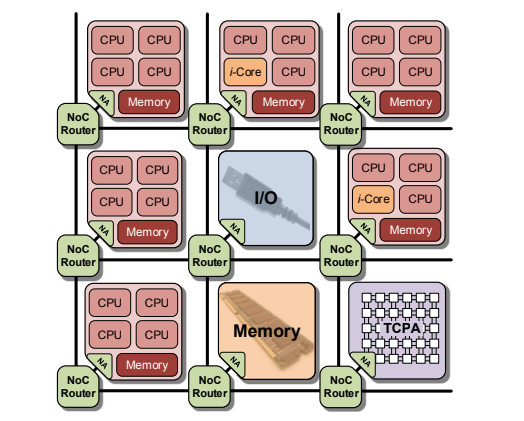 CPU CPU
CPU CPU
NA Memory
NoC
Router
CPU CPU
i-Core CPU
NA Memory
NoC
Router
CPU CPU
CPU CPU
NA Memory
NoC
Router
CPU CPU
CPU CPU
NA Memory
NoC
Router
I/O
NA
NoC
Router
CPU CPU
i-Core CPU
NA Memory
NoC
Router
CPU CPU
CPU CPU
NA Memory
NoC
Router
Memory
NA
NoC
Router
TCPA
NA
NoC
Router